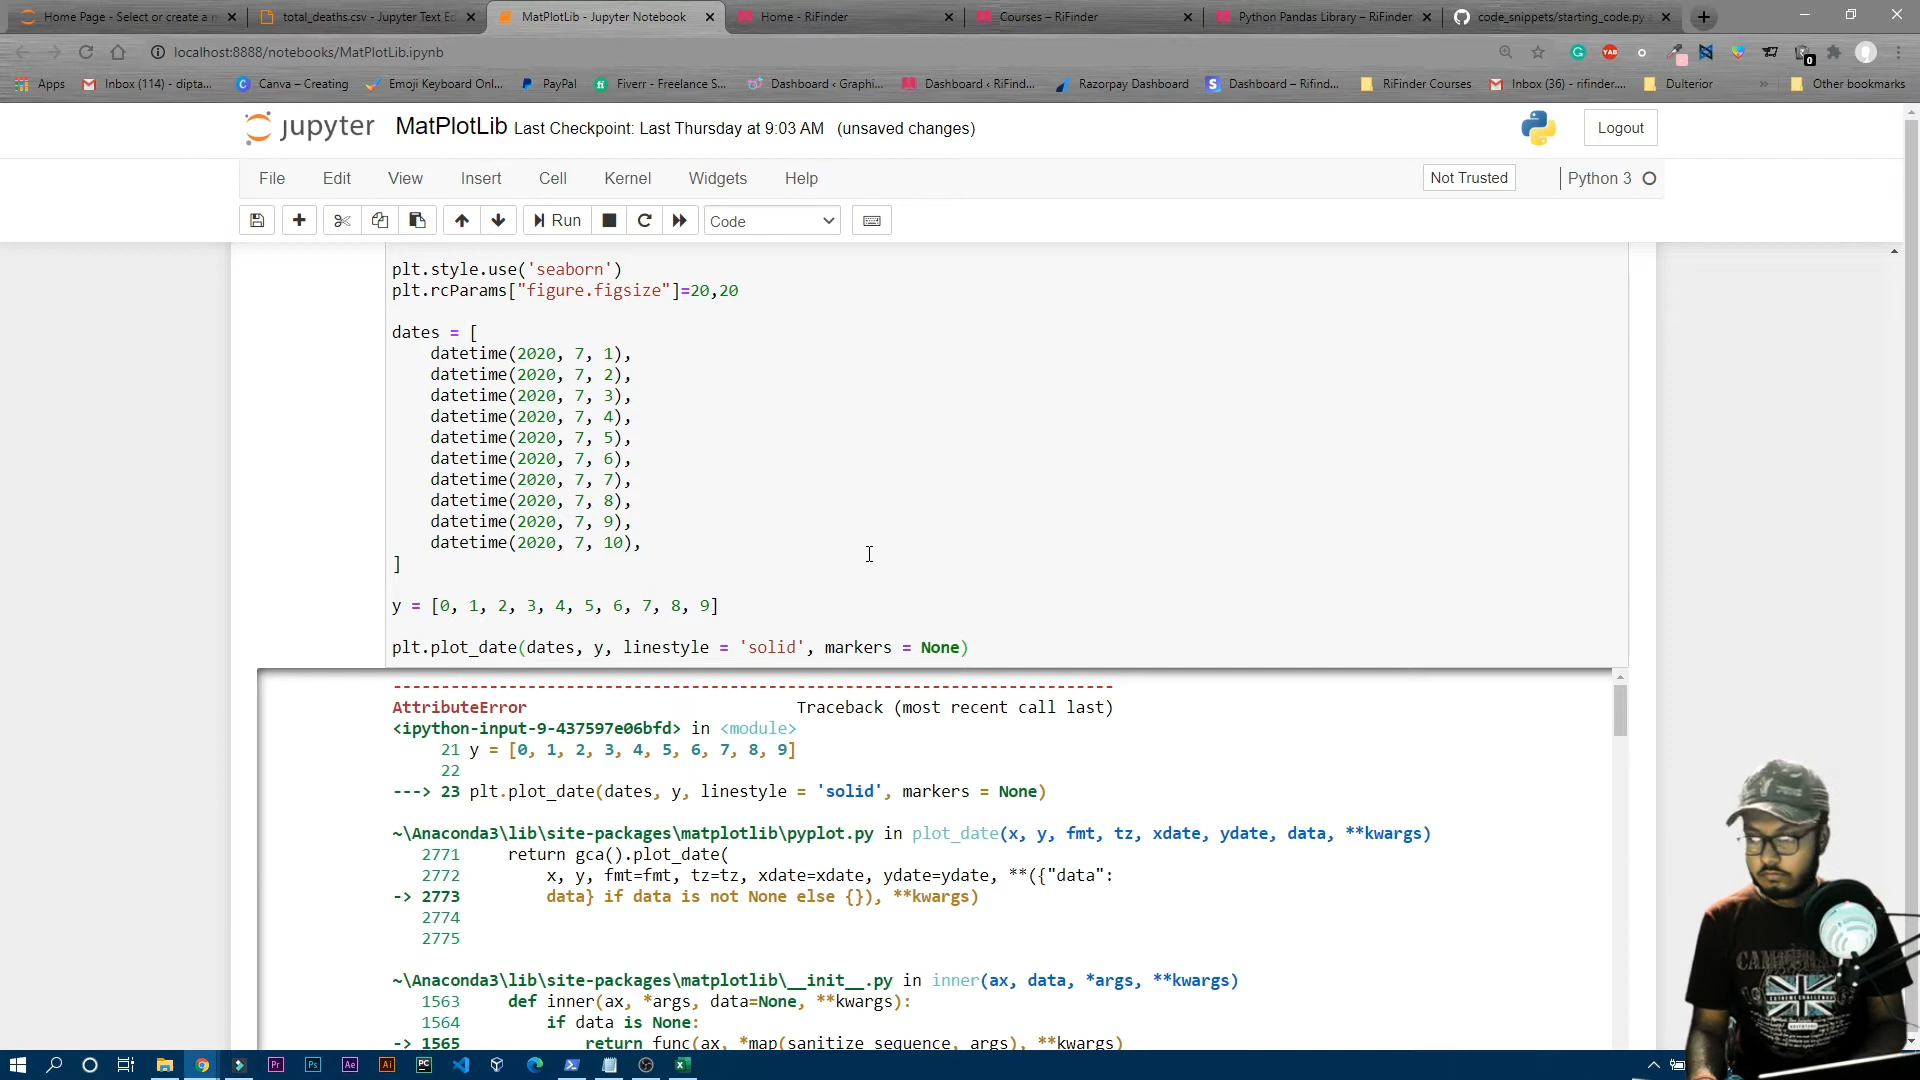 Home Page - Select or create a n
total_deaths.csv - Jupyter Text Ed
MatPlotLib - Jupyter Notebook
Home - RiFinder
Courses – RiFinder
Python Pandas Library – RiFinder
code_snippets/starting_code.py
localhost:8888/notebooks/MatPlotLib.ipynb
Apps
Inbox (114) - dipta...
Canva – Creating
Emoji Keyboard Onl...
PayPal
Fiverr - Freelance S...
Dashboard ‹ Graphi...
Dashboard ‹ RiFind...
Razorpay Dashboard
Dashboard – Rifind...
RiFinder Courses
Inbox (36) - rifinder....
Dulterior
Other bookmarks
jupyter MatPlotLib Last Checkpoint: Last Thursday at 9:03 AM (unsaved changes)
Logout
File Edit View Insert Cell Kernel Widgets Help
Not Trusted
Python 3
Run
Code
plt.style.use('seaborn')
plt.rcParams["figure.figsize"]=20,20
dates = [
datetime(2020, 7, 1),
datetime(2020, 7, 2),
datetime(2020, 7, 3),
datetime(2020, 7, 4),
datetime(2020, 7, 5),
datetime(2020, 7, 6),
datetime(2020, 7, 7),
datetime(2020, 7, 8),
datetime(2020, 7, 9),
datetime(2020, 7, 10),
]
y = [0, 1, 2, 3, 4, 5, 6, 7, 8, 9]
plt.plot_date(dates, y, linestyle = 'solid', markers = None)
---------------------------------------------------------------------------
AttributeError Traceback (most recent call last)
<ipython-input-9-437597e06bfd> in <module>
21 y = [0, 1, 2, 3, 4, 5, 6, 7, 8, 9]
22
---> 23 plt.plot_date(dates, y, linestyle = 'solid', markers = None)
~\Anaconda3\lib\site-packages\matplotlib\pyplot.py in plot_date(x, y, fmt, tz, xdate, ydate, data, **kwargs)
2771 return gca().plot_date(
2772 x, y, fmt=fmt, tz=tz, xdate=xdate, ydate=ydate, **({"data":
-> 2773 data} if data is not None else {}), **kwargs)
2774
2775
~\Anaconda3\lib\site-packages\matplotlib\__init__.py in inner(ax, data, *args, **kwargs)
1563 def inner(ax, *args, data=None, **kwargs):
1564 if data is None:
-> 1565 return func(ax, *map(sanitize_sequence, args), **kwargs)